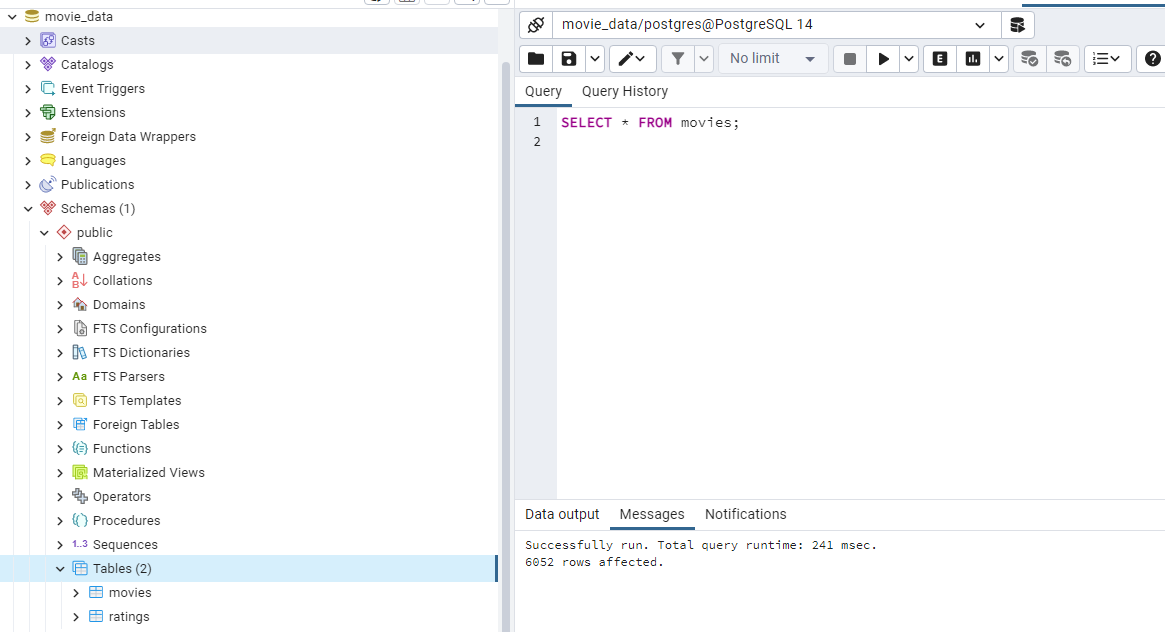 movie_data
Casts
Catalogs
Event Triggers
Extensions
Foreign Data Wrappers
Languages
Publications
Schemas (1)
public
Aggregates
Collations
Domains
FTS Configurations
FTS Dictionaries
Aa FTS Parsers
FTS Templates
Foreign Tables
Functions
Materialized Views
Operators
Procedures
1..3 Sequences
Tables (2)
movies
ratings
movie_data/postgres@PostgreSQL 14
No limit
E
Query Query History
1 SELECT * FROM movies;
2
Data output Messages Notifications
Successfully run. Total query runtime: 241 msec.
6052 rows affected.